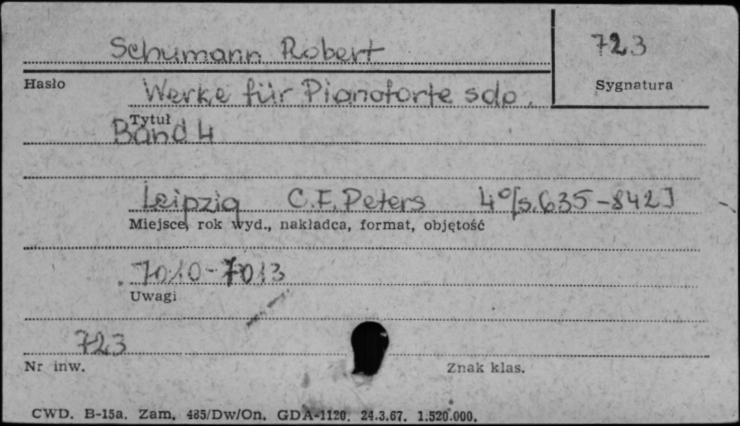 Schumann Robert
723
Hasło
Sygnatura
Werke für Pianoforte sdp.
Tytuł
Band 4
Leipzig C.F. Peters 4° [s. 635-842]
Miejsce, rok wyd., nakładca, format, objętość
7010-7013
Uwagi
723
Nr inw.
Znak klas.
CWD. B-15a. Zam. 485/Dw/On. GDA-1120. 24.3.67. 1.520.000.